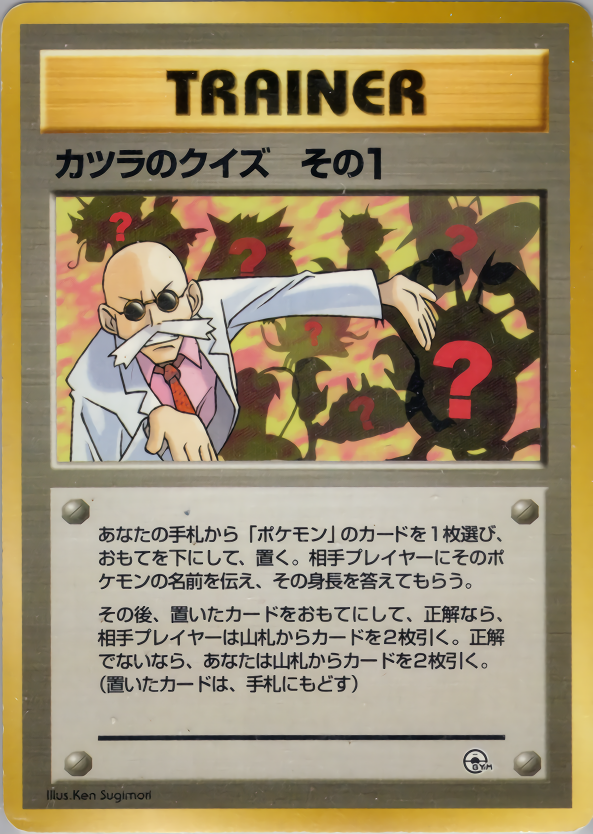 TRAINER
カツラのクイズ その1
?
?
?
?
?
?
あなたの手札から「ポケモン」のカードを1枚選び、
おもてを下にして、置く。相手プレイヤーにそのポ
ケモンの名前を伝え、その身長を答えてもらう。
その後、置いたカードをおもてにして、正解なら、
相手プレイヤーは山札からカードを2枚引く。正解
でないなら、あなたは山札からカードを2枚引く。
(置いたカードは、手札にもどす)
GYM
Illus.Ken Sugimori